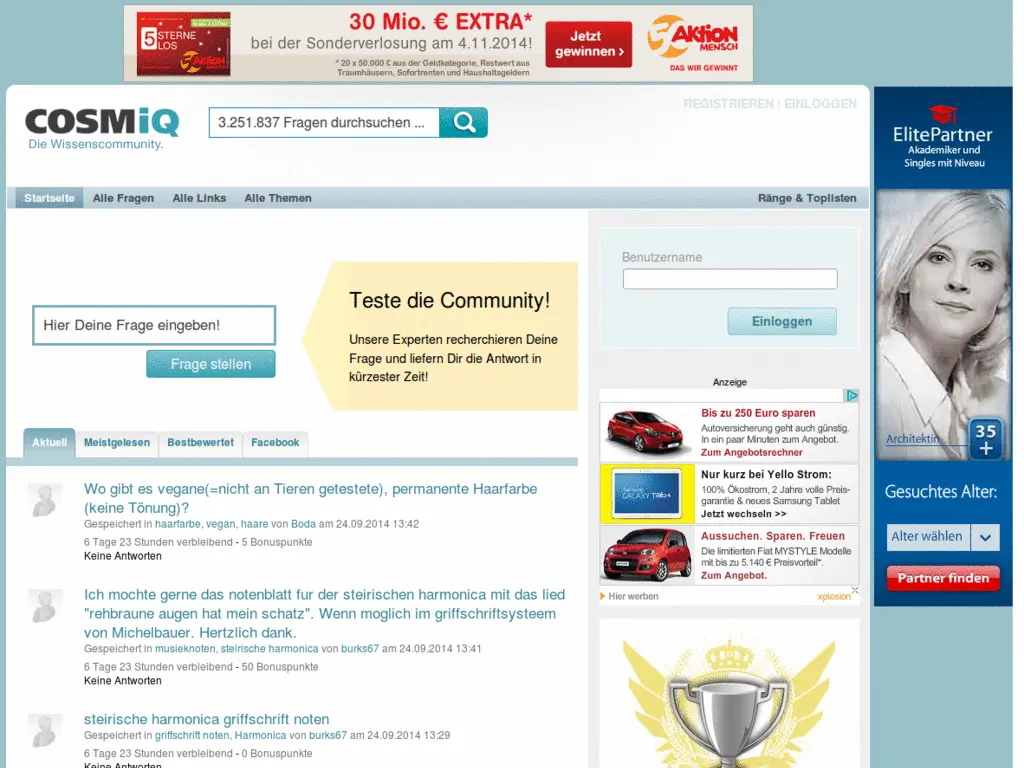 5 STERNE
LOS
AKTION
MENSCH
30 Mio. € EXTRA*
bei der Sonderverlosung am 4.11.2014!
* 20 x 50.000 € aus der Geldkategorie, Restwert aus
Traumhäusern, Sofortrenten und Haushaltsgeldern
Jetzt
gewinnen ›
AKTION
MENSCH
DAS WIR GEWINNT
REGISTRIEREN | EINLOGGEN
COSMiQ
Die Wissenscommunity.
3.251.837 Fragen durchsuchen ...
Startseite
Alle Fragen
Alle Links
Alle Themen
Ränge & Toplisten
Hier Deine Frage eingeben!
Frage stellen
Teste die Community!
Unsere Experten recherchieren Deine
Frage und liefern Dir die Antwort in
kürzester Zeit!
Aktuell
Meistgelesen
Bestbewertet
Facebook
Wo gibt es vegane(=nicht an Tieren getestete), permanente Haarfarbe
(keine Tönung)?
Gespeichert in haarfarbe, vegan, haare von Boda am 24.09.2014 13:42
6 Tage 23 Stunden verbleibend - 5 Bonuspunkte
Keine Antworten
Ich mochte gerne das notenblatt fur der steirischen harmonica mit das lied
"rehbraune augen hat mein schatz". Wenn moglich im griffschriftsysteem
von Michelbauer. Hertzlich dank.
Gespeichert in musieknoten, steirische harmonica von burks67 am 24.09.2014 13:41
6 Tage 23 Stunden verbleibend - 50 Bonuspunkte
Keine Antworten
steirische harmonica griffschrift noten
Gespeichert in griffschrift noten, Harmonica von burks67 am 24.09.2014 13:29
6 Tage 23 Stunden verbleibend - 0 Bonuspunkte
Keine Antworten
Benutzername
Einloggen
Anzeige
Bis zu 250 Euro sparen
Autoversicherung geht auch günstig.
In ein paar Minuten zum Angebot.
Zum Angebotsrechner
SAMSUNG
GALAXY Tab4
Nur kurz bei Yello Strom:
100% Ökostrom, 2 Jahre volle Preis-
garantie & neues Samsung Tablet
Jetzt wechseln >>
Aussuchen. Sparen. Freuen
Die limitierten Fiat MYSTYLE Modelle
mit bis zu 5.140 € Preisvorteil*.
Zum Angebot.
Hier werben
xplosion
ElitePartner
Akademiker und
Singles mit Niveau
Architektin
35
+
Gesuchtes Alter:
Alter wählen
Partner finden